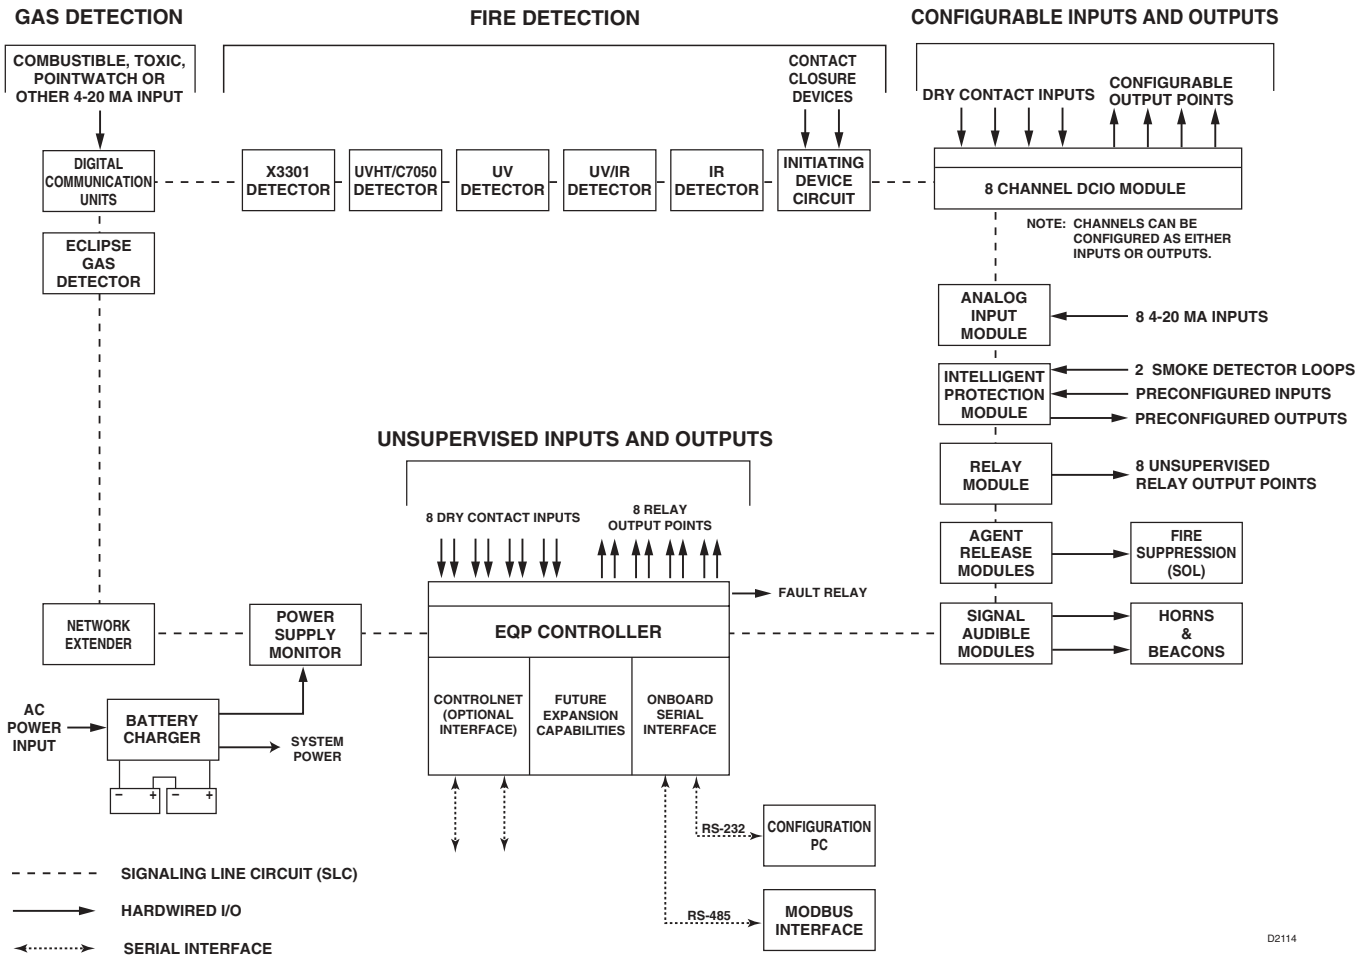 GAS DETECTION
FIRE DETECTION
CONFIGURABLE INPUTS AND OUTPUTS
COMBUSTIBLE, TOXIC,
POINTWATCH OR
OTHER 4-20 MA INPUT
CONTACT
CLOSURE
DEVICES
DRY CONTACT INPUTS
CONFIGURABLE
OUTPUT POINTS
DIGITAL
COMMUNICATION
UNITS
X3301
DETECTOR
UVHT/C7050
DETECTOR
UV
DETECTOR
UV/IR
DETECTOR
IR
DETECTOR
INITIATING
DEVICE
CIRCUIT
8 CHANNEL DCIO MODULE
NOTE: CHANNELS CAN BE
CONFIGURED AS EITHER
INPUTS OR OUTPUTS.
ECLIPSE
GAS
DETECTOR
ANALOG
INPUT
MODULE
8 4-20 MA INPUTS
INTELLIGENT
PROTECTION
MODULE
2 SMOKE DETECTOR LOOPS
PRECONFIGURED INPUTS
PRECONFIGURED OUTPUTS
UNSUPERVISED INPUTS AND OUTPUTS
RELAY
MODULE
8 UNSUPERVISED
RELAY OUTPUT POINTS
8 DRY CONTACT INPUTS
8 RELAY
OUTPUT POINTS
AGENT
RELEASE
MODULES
FIRE
SUPPRESSION
(SOL)
FAULT RELAY
NETWORK
EXTENDER
POWER
SUPPLY
MONITOR
EQP CONTROLLER
SIGNAL
AUDIBLE
MODULES
HORNS
&
BEACONS
CONTROLNET
(OPTIONAL
INTERFACE)
FUTURE
EXPANSION
CAPABILITIES
ONBOARD
SERIAL
INTERFACE
AC
POWER
INPUT
BATTERY
CHARGER
SYSTEM
POWER
– + – +
RS-232
CONFIGURATION
PC
RS-485
MODBUS
INTERFACE
SIGNALING LINE CIRCUIT (SLC)
HARDWIRED I/O
SERIAL INTERFACE
D2114